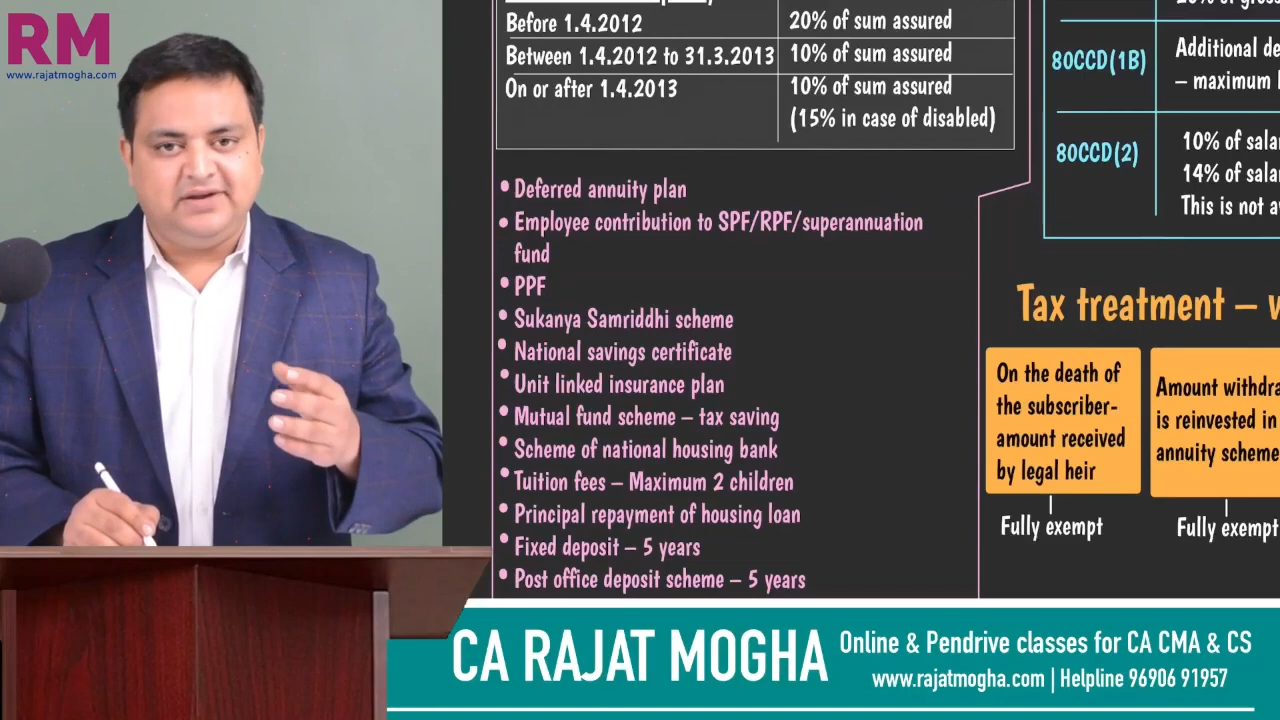 RM
www.rajatmogha.com
Before 1.4.2012
20% of sum assured
Between 1.4.2012 to 31.3.2013
10% of sum assured
On or after 1.4.2013
10% of sum assured
(15% in case of disabled)
• Deferred annuity plan
• Employee contribution to SPF/RPF/superannuation
fund
• PPF
• Sukanya Samriddhi scheme
• National savings certificate
• Unit linked insurance plan
• Mutual fund scheme – tax saving
• Scheme of national housing bank
• Tuition fees – Maximum 2 children
• Principal repayment of housing loan
• Fixed deposit – 5 years
• Post office deposit scheme – 5 years
80CCD(1B)
Additional de
– maximum
80CCD(2)
10% of sala
14% of sala
This is not a
Tax treatment –
On the death of
the subscriber-
amount received
by legal heir
Fully exempt
Amount withdra
is reinvested in
annuity scheme
Fully exempt
CA RAJAT MOGHA
Online & Pendrive classes for CA CMA & CS
www.rajatmogha.com | Helpline 96906 91957